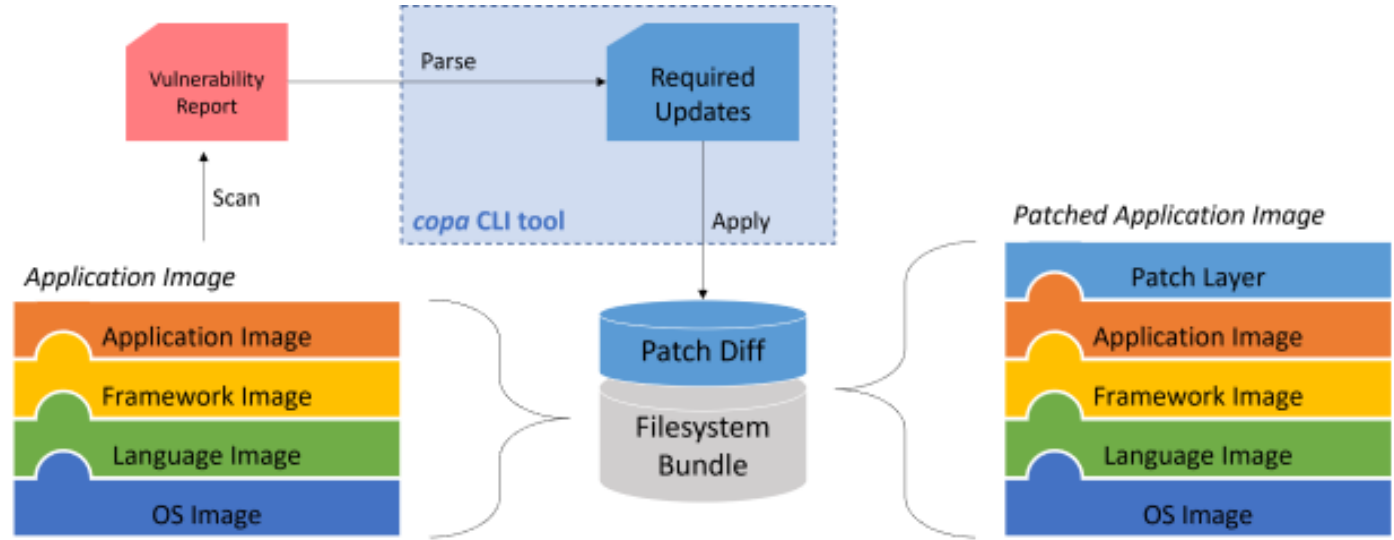 Vulnerability
Report
Parse
Required
Updates
Scan
copa CLI tool
Apply
Application Image
Application Image
Framework Image
Language Image
OS Image
Patch Diff
Filesystem
Bundle
Patched Application Image
Patch Layer
Application Image
Framework Image
Language Image
OS Image